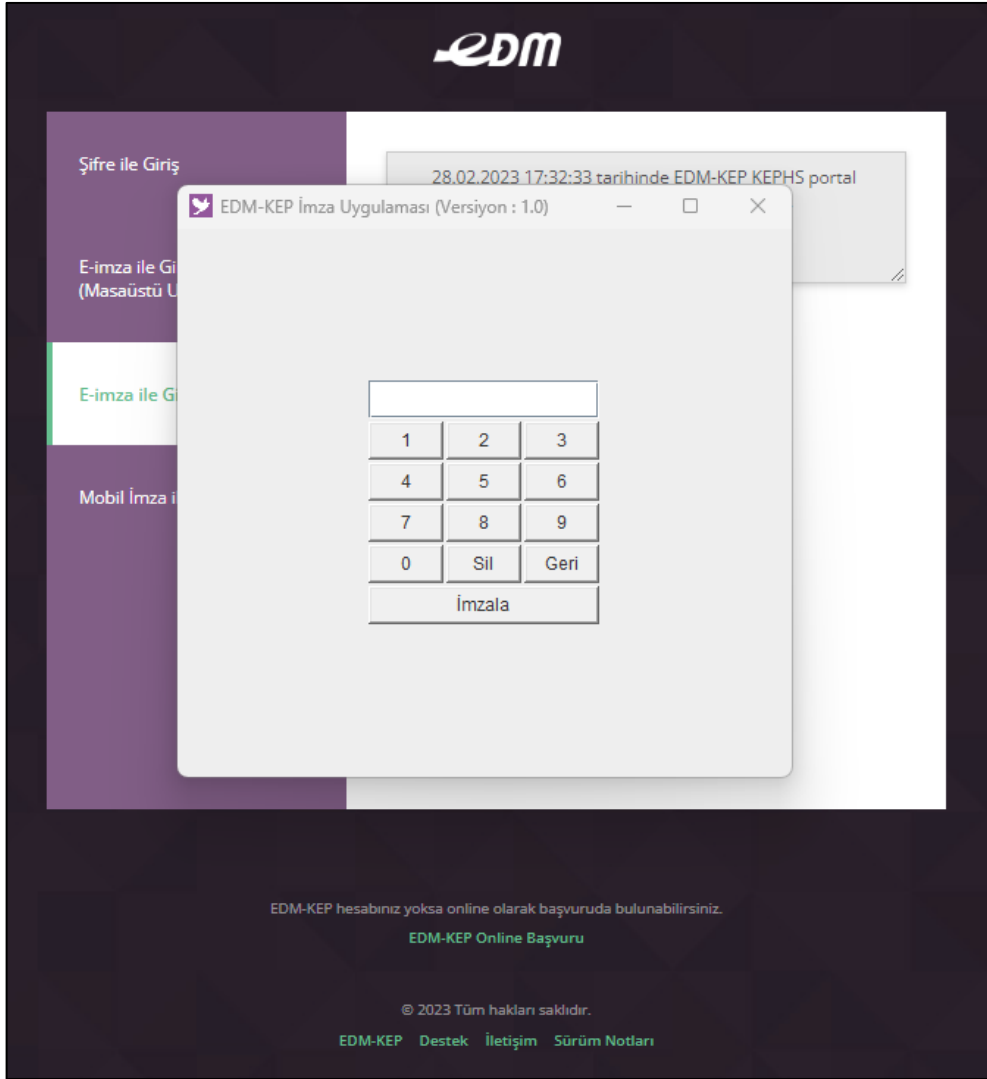 eDM
Şifre ile Giriş
28.02.2023 17:32:33 tarihinde EDM-KEP KEPHS portal
EDM-KEP İmza Uygulaması (Versiyon : 1.0)
E-imza ile Gi
(Masaüstü U
E-imza ile Gi
Mobil İmza il
1 2 3
4 5 6
7 8 9
0 Sil Geri
İmzala
EDM-KEP hesabınız yoksa online olarak başvuruda bulunabilirsiniz.
EDM-KEP Online Başvuru
© 2023 Tüm hakları saklıdır.
EDM-KEP Destek İletişim Sürüm Notları